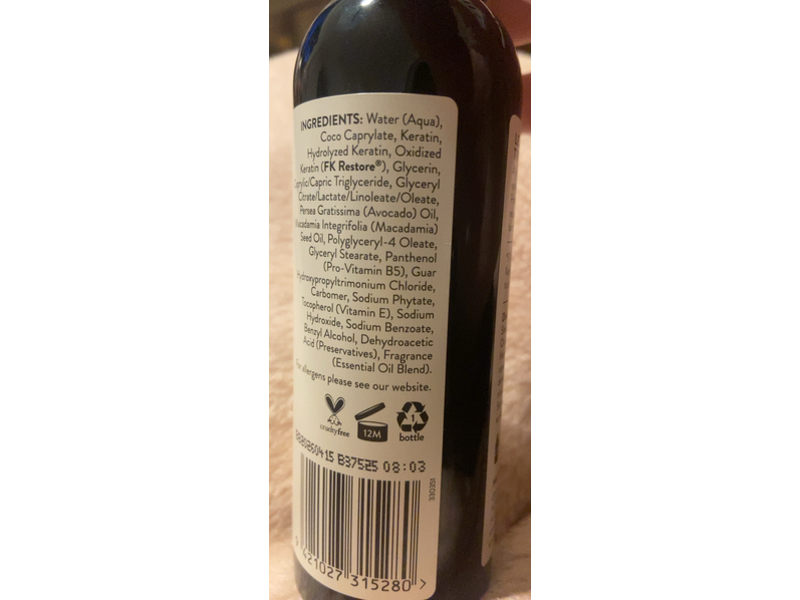 INGREDIENTS: Water (Aqua),
Coco Caprylate, Keratin,
Hydrolyzed Keratin, Oxidized
Keratin (FK Restore®), Glycerin,
Caprylic/Capric Triglyceride, Glyceryl
Citrate/Lactate/Linoleate/Oleate,
Persea Gratissima (Avocado) Oil,
Macadamia Integrifolia (Macadamia)
Seed Oil, Polyglyceryl-4 Oleate,
Glyceryl Stearate, Panthenol
(Pro-Vitamin B5), Guar
Hydroxypropyltrimonium Chloride,
Carbomer, Sodium Phytate,
Tocopherol (Vitamin E), Sodium
Hydroxide, Sodium Benzoate,
Benzyl Alcohol, Dehydroacetic
Acid (Preservatives), Fragrance
(Essential Oil Blend).
For allergens please see our website.
crueltyfree
12M
1
bottle
B37525 08:03
9 421027 315280 >